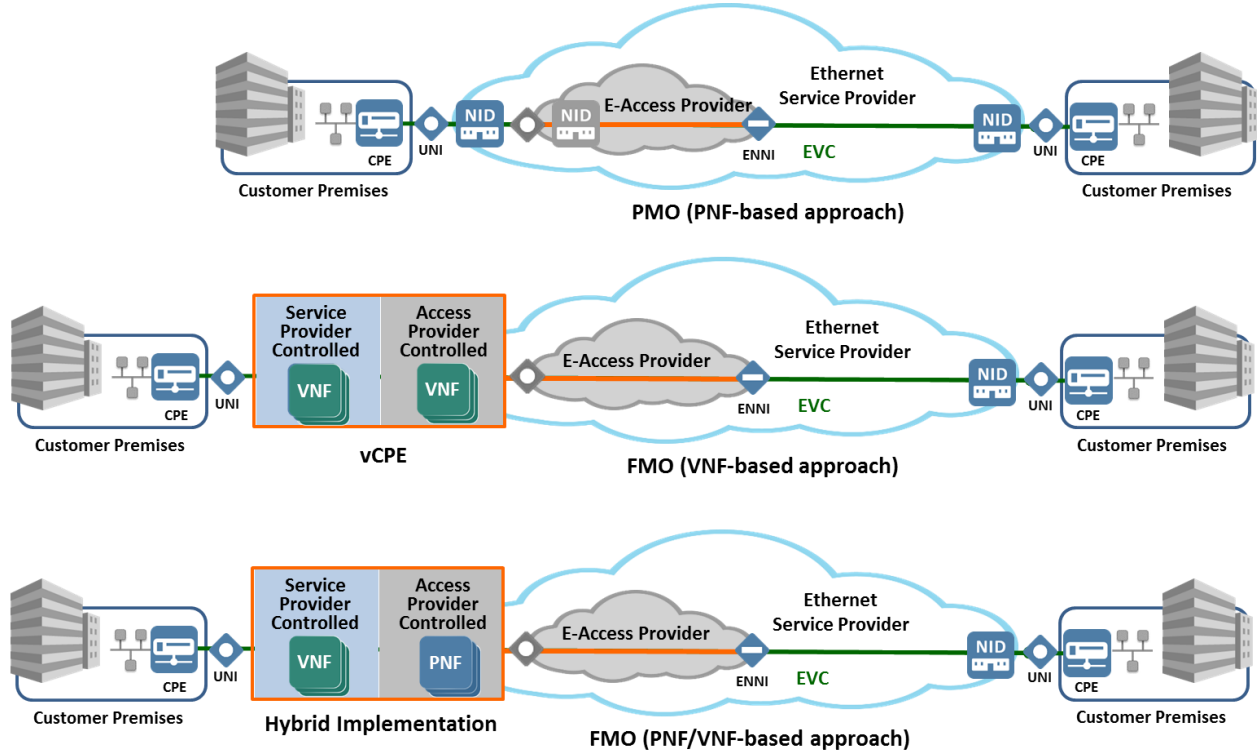 Ethernet
Service Provider
E-Access Provider
NID
NID
NID
CPE
UNI
ENNI
EVC
UNI
CPE
Customer Premises
Customer Premises
PMO (PNF-based approach)
Service
Provider
Controlled
VNF
Access
Provider
Controlled
VNF
Ethernet
Service Provider
E-Access Provider
NID
CPE
UNI
ENNI
EVC
UNI
CPE
Customer Premises
vCPE
Customer Premises
FMO (VNF-based approach)
Service
Provider
Controlled
VNF
Access
Provider
Controlled
PNF
Ethernet
Service Provider
E-Access Provider
NID
CPE
UNI
ENNI
EVC
UNI
CPE
Customer Premises
Hybrid Implementation
Customer Premises
FMO (PNF/VNF-based approach)